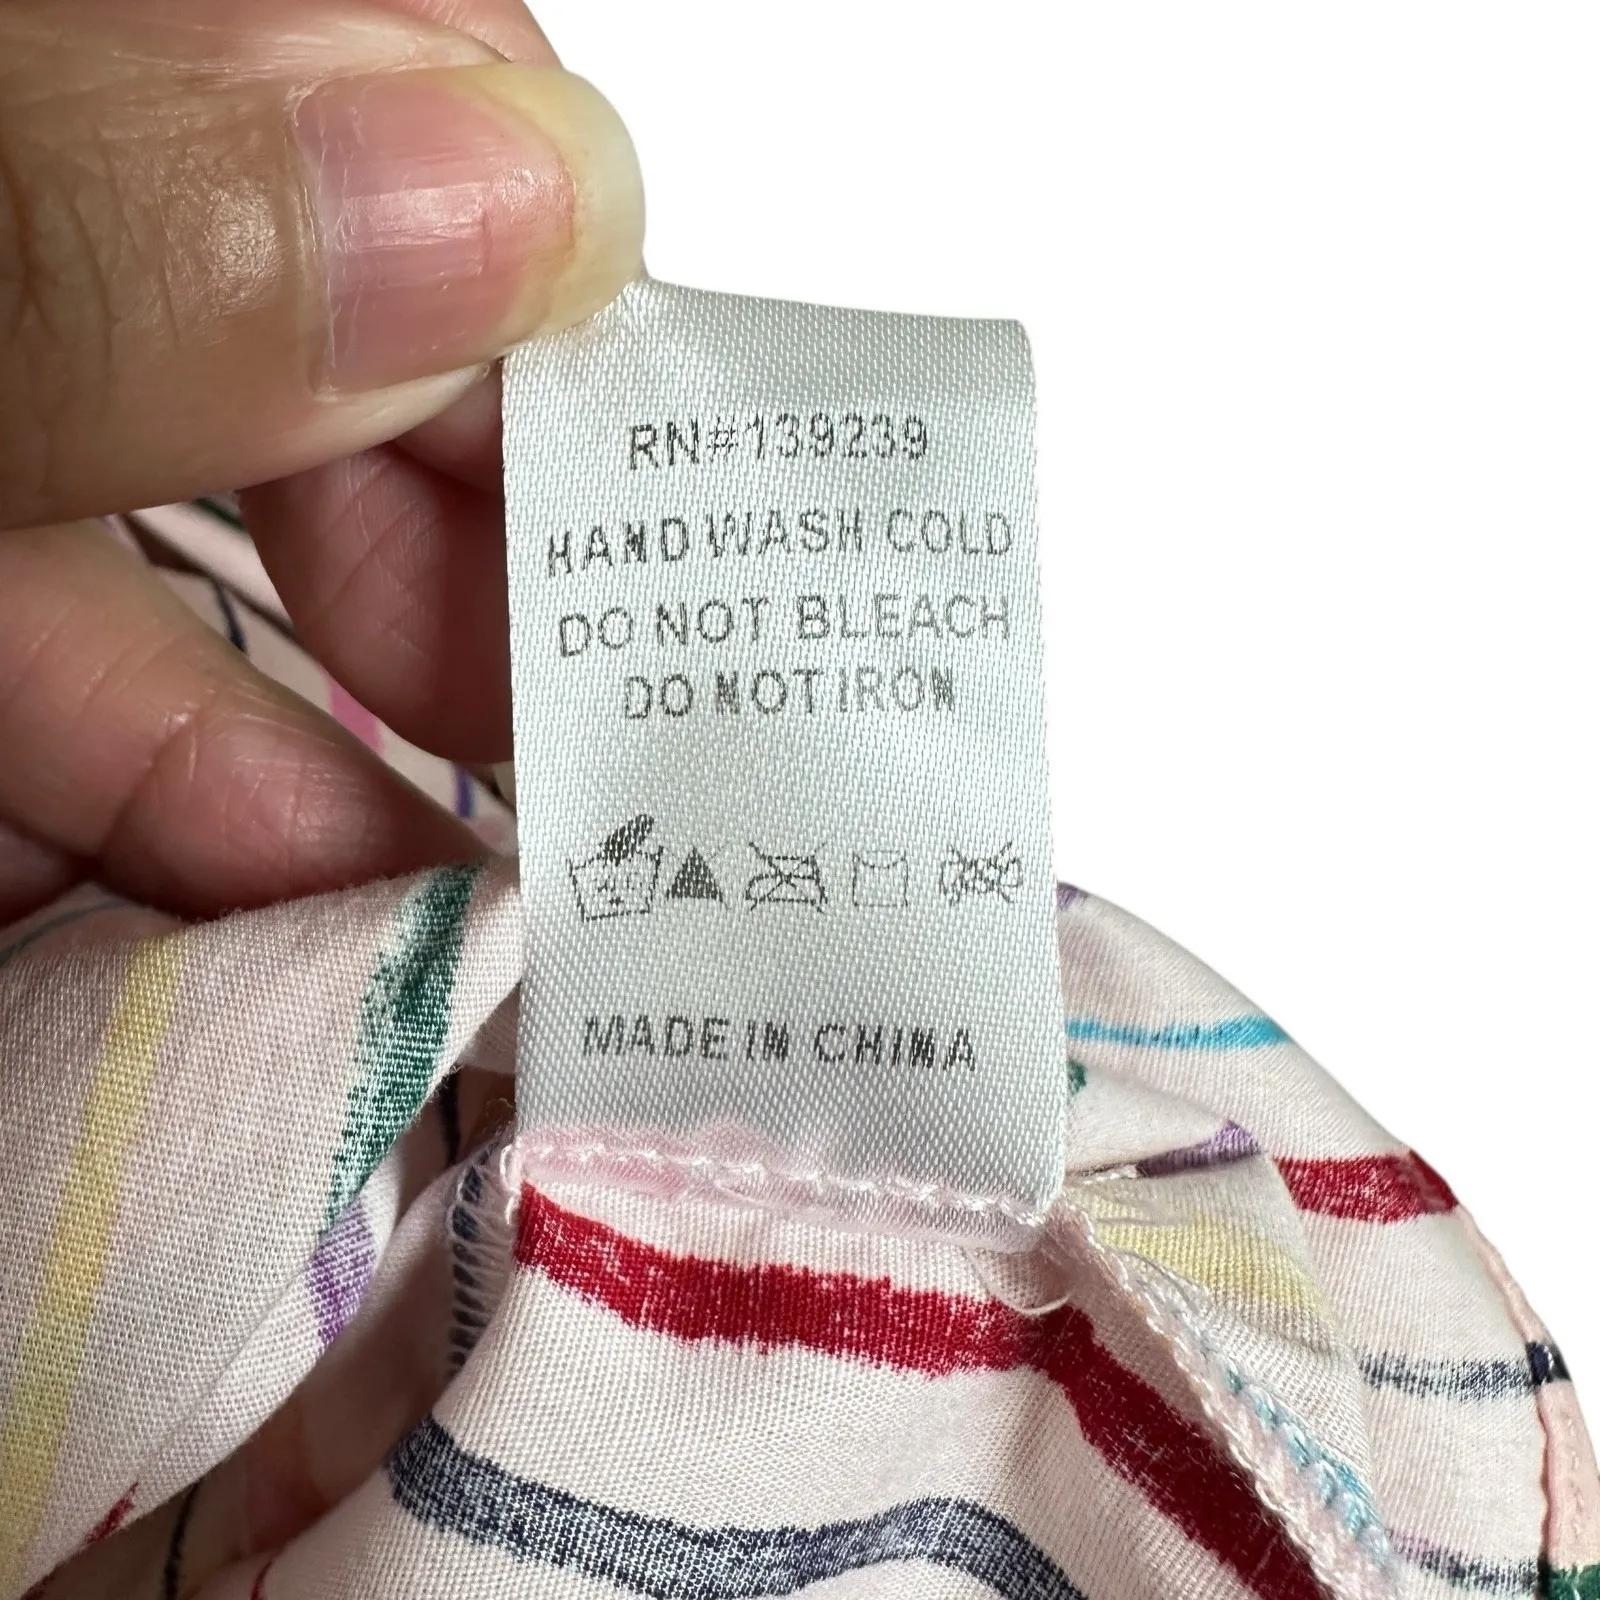 RN#139239
HAND WASH COLD
DO NOT BLEACH
DO NOT IRON
MADE IN CHINA